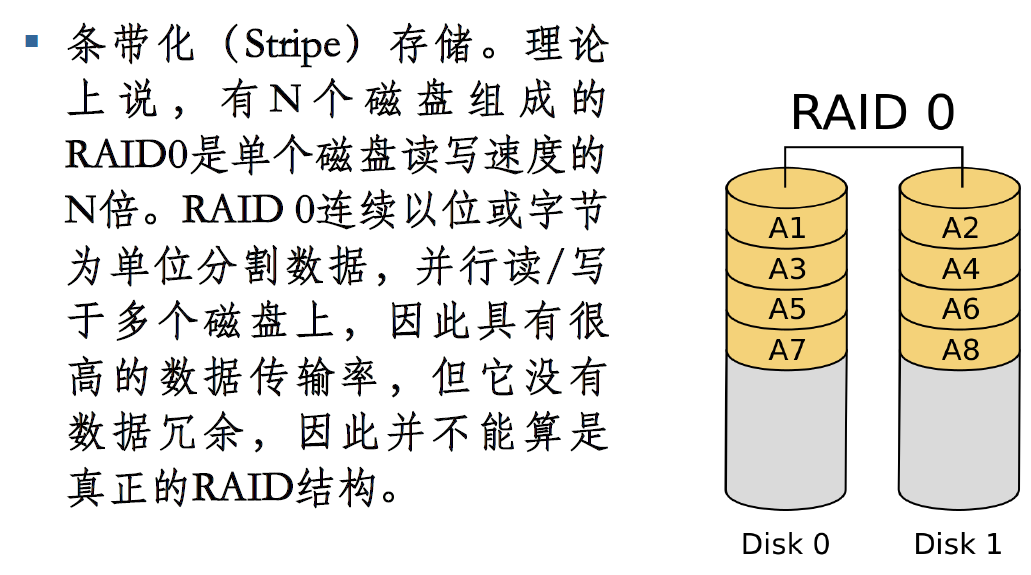 条带化（Stripe）存储。理论
上说，有N个磁盘组成的
RAID0是单个磁盘读写速度的
N倍。RAID 0连续以位或字节
为单位分割数据，并行读/写
于多个磁盘上，因此具有很
高的数据传输率，但它没有
数据冗余，因此并不能算是
真正的RAID结构。
RAID 0
A1
A3
A5
A7
Disk 0
A2
A4
A6
A8
Disk 1